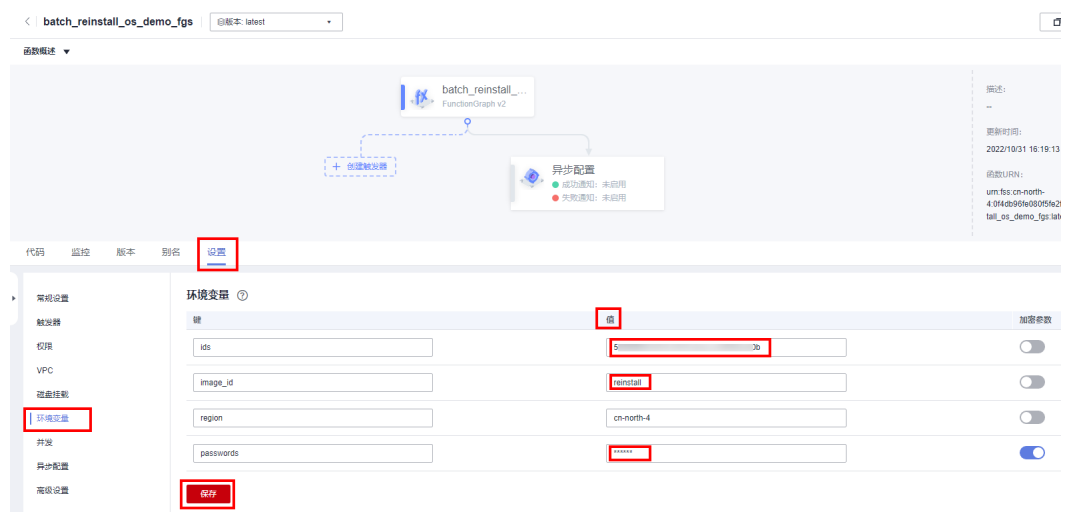 batch_reinstall_os_demo_fgs
版本: latest
函数概述
batch_reinstall_...
FunctionGraph v2
创建触发器
异步配置
成功通知: 未启用
失败通知: 未启用
描述:
--
更新时间:
2022/10/31 16:19:13
函数URN:
urn:fss:cn-north-
4:0f4db96fe080f5fe2f
tall_os_demo_fgs:late
代码 监控 版本 别名 设置
常规设置
触发器
权限
VPC
磁盘挂载
环境变量
并发
异步配置
高级设置
环境变量
键 值 加密参数
ids 5 0b
image_id reinstall
region cn-north-4
passwords ******
保存